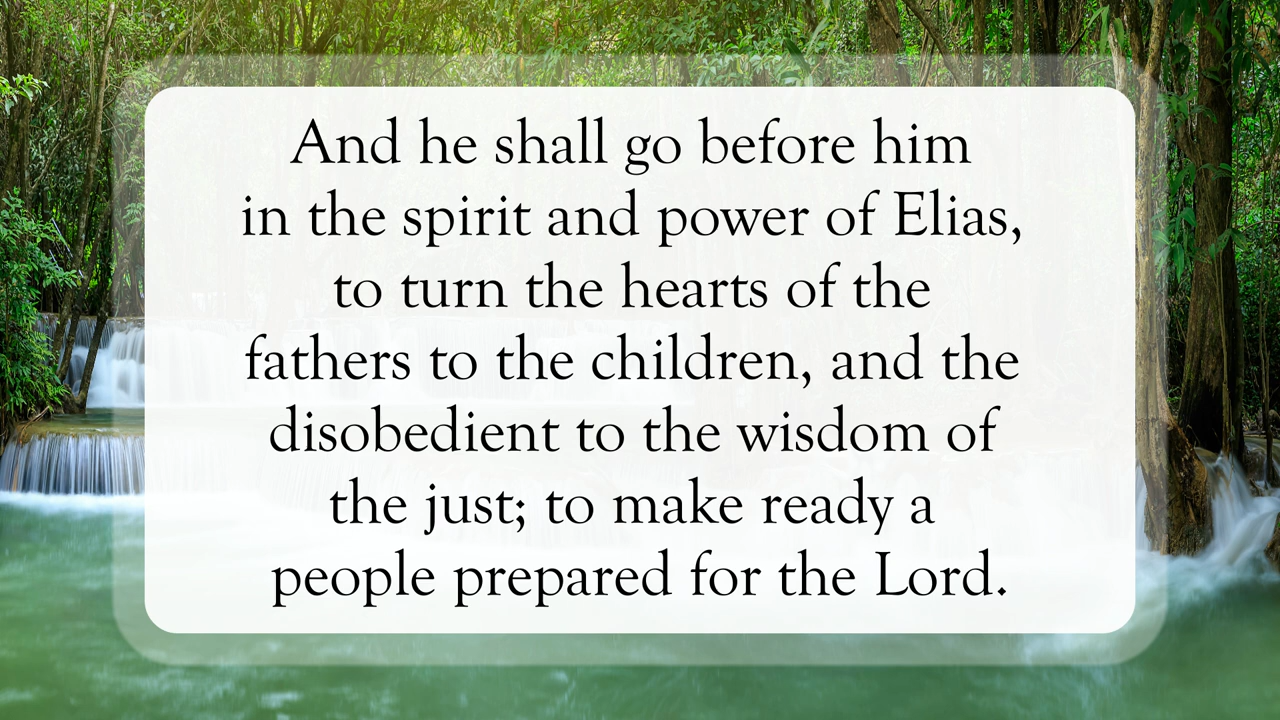 And he shall go before him
in the spirit and power of Elias,
to turn the hearts of the
fathers to the children, and the
disobedient to the wisdom of
the just; to make ready a
people prepared for the Lord.